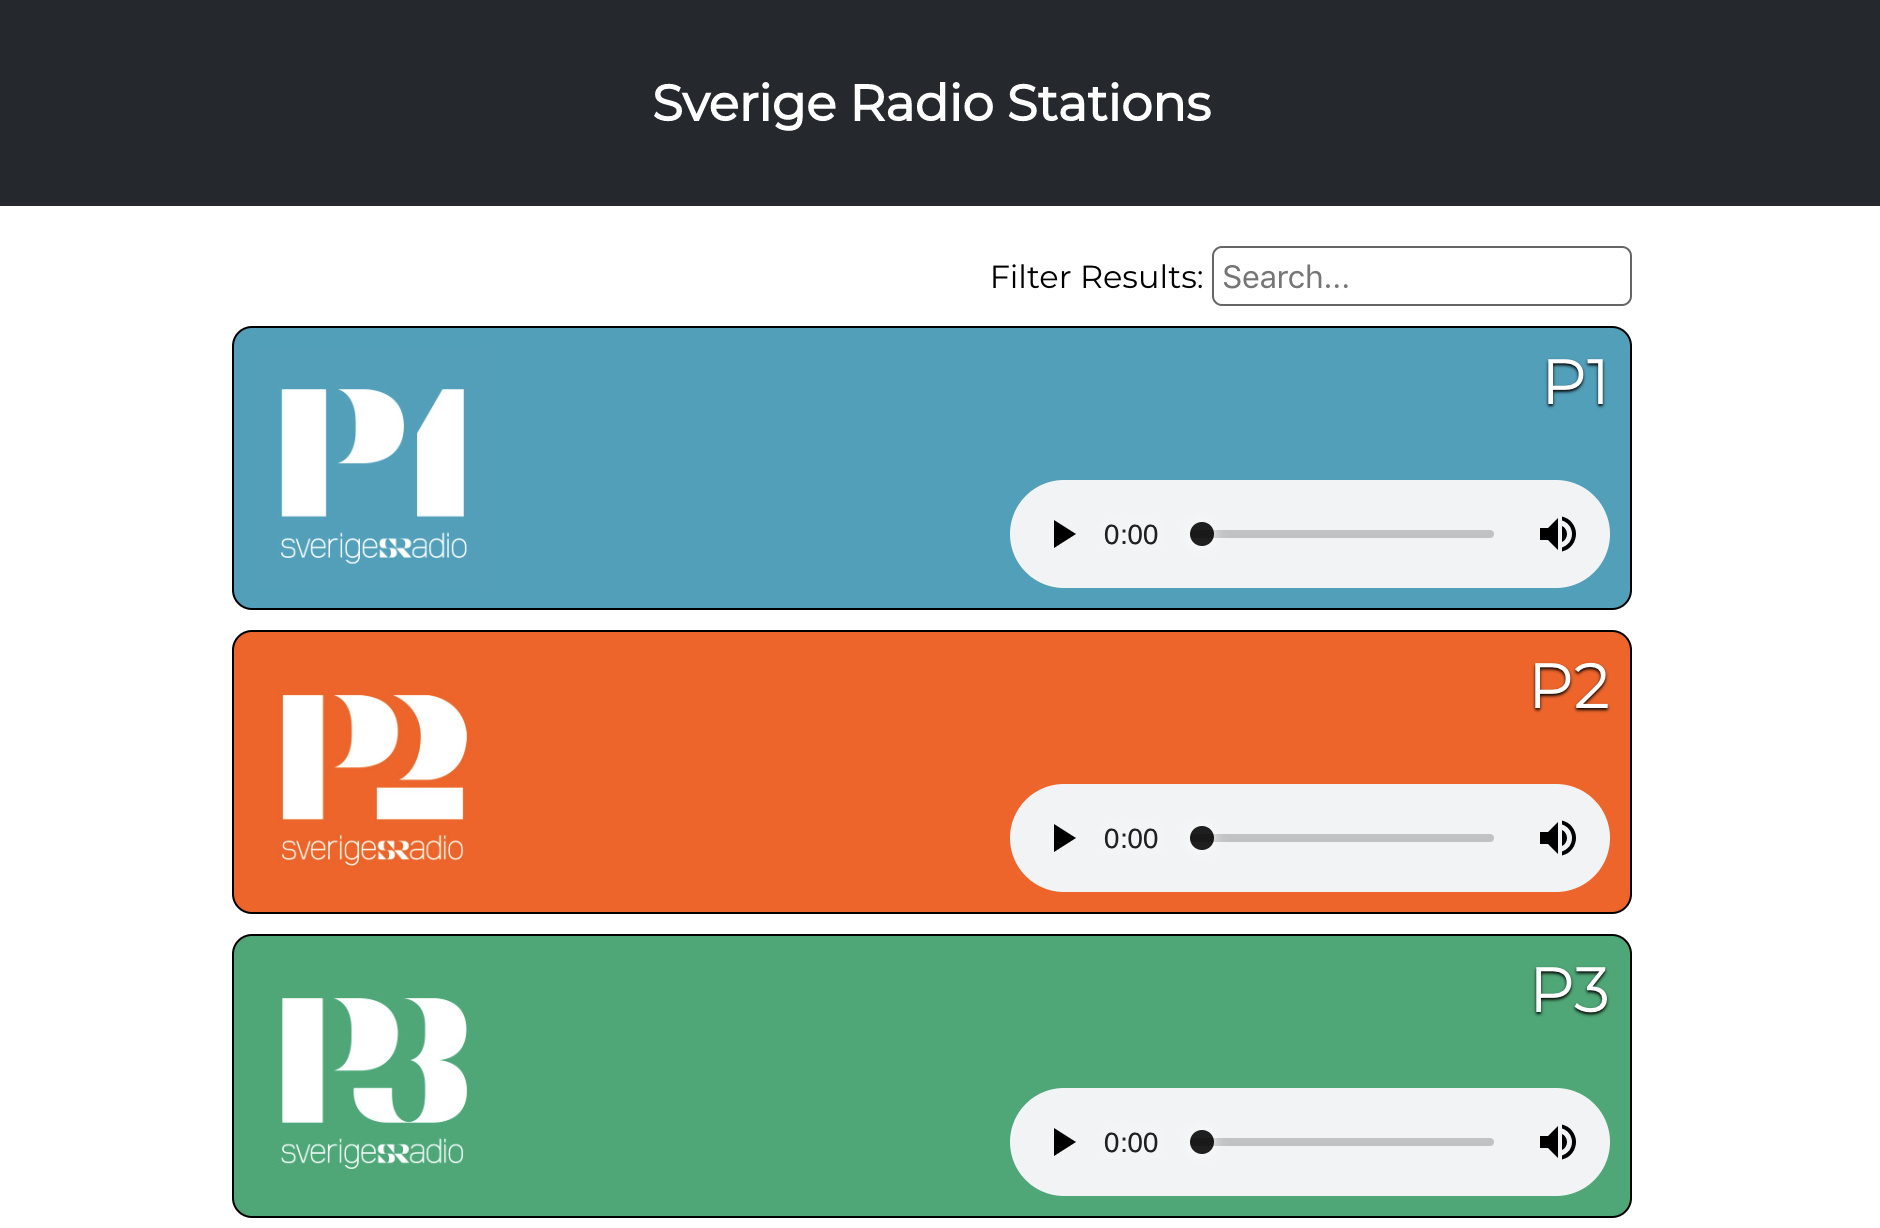 Sverige Radio Stations
Filter Results: Search...
P1
P1
sverigesRadio
0:00
P2
P2
sverigesRadio
0:00
P3
P3
sverigesRadio
0:00